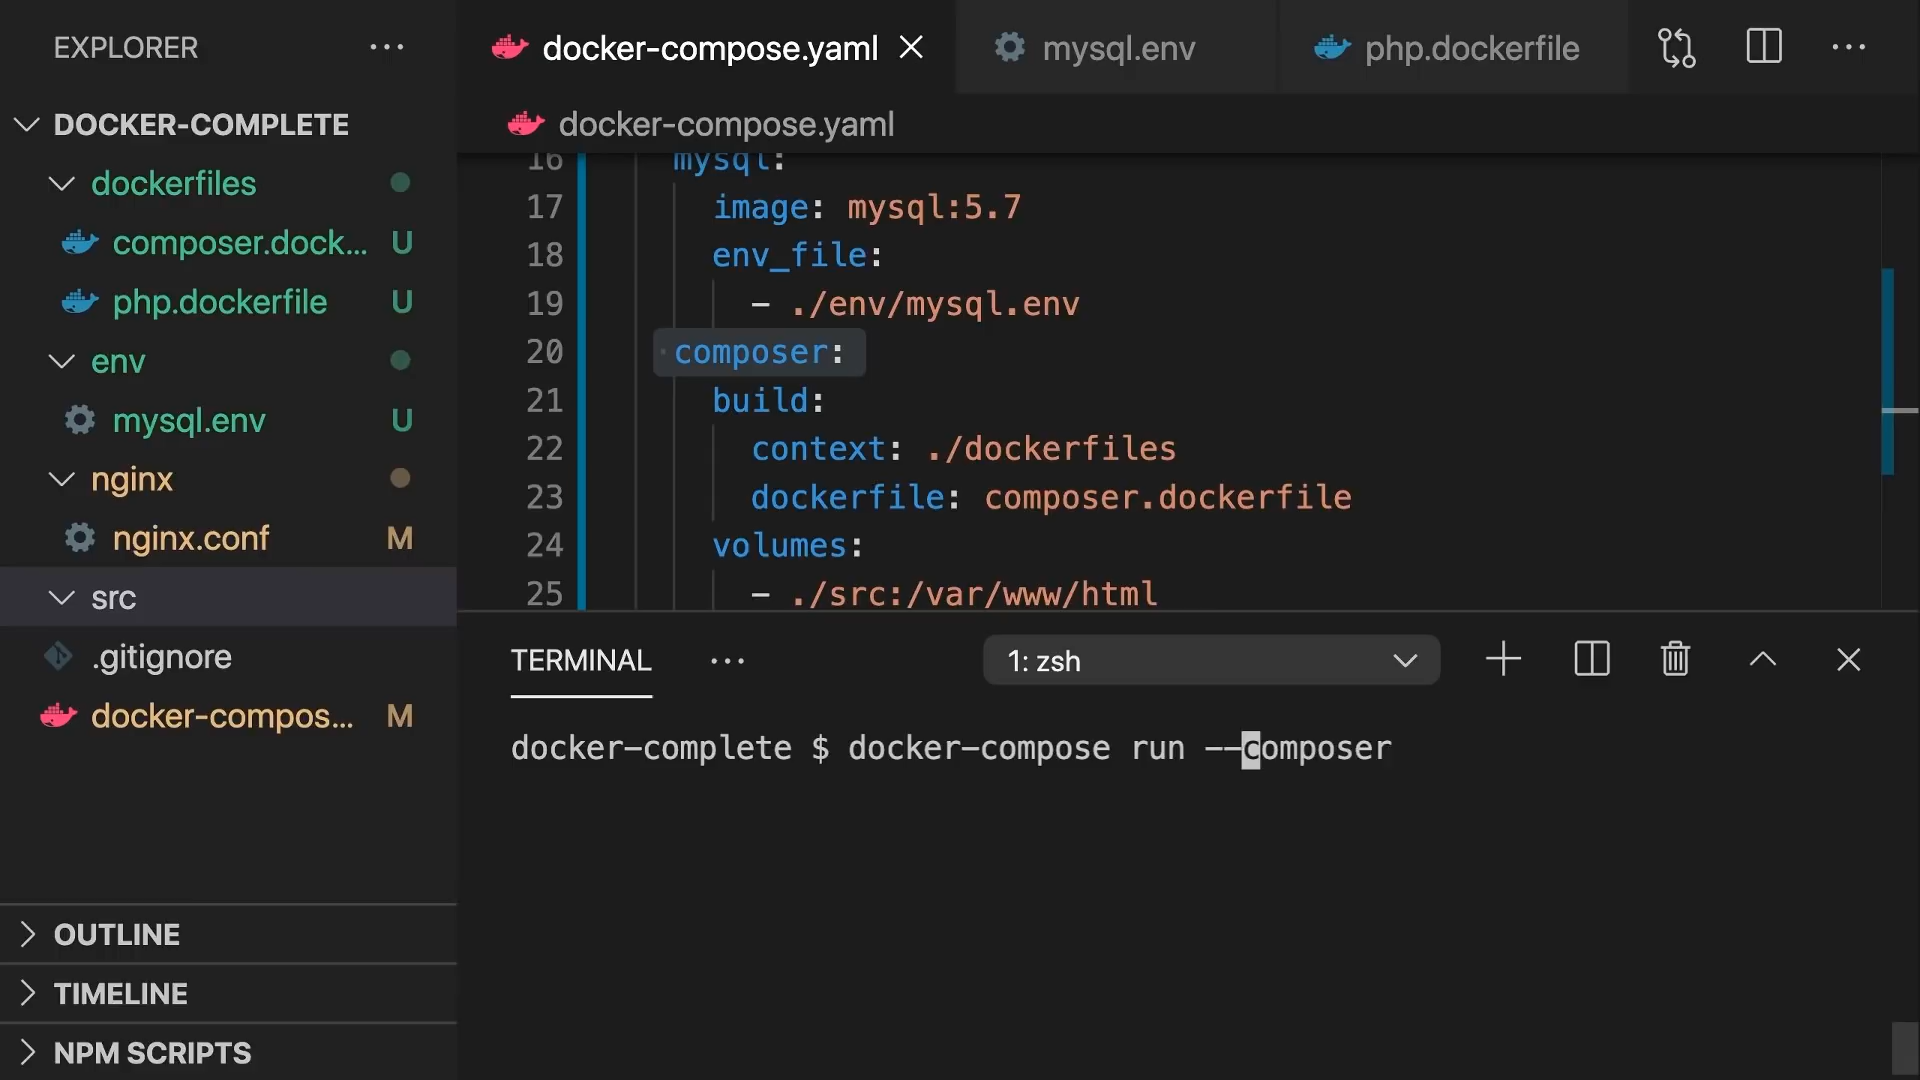 EXPLORER
DOCKER-COMPLETE
dockerfiles
composer.dock... U
php.dockerfile U
env
mysql.env U
nginx
nginx.conf M
src
.gitignore
docker-compos... M
OUTLINE
TIMELINE
NPM SCRIPTS
docker-compose.yaml
mysql.env
php.dockerfile
docker-compose.yaml
16 mysql:
17 image: mysql:5.7
18 env_file:
19 - ./env/mysql.env
20 composer:
21 build:
22 context: ./dockerfiles
23 dockerfile: composer.dockerfile
24 volumes:
25 - ./src:/var/www/html
TERMINAL
1: zsh
docker-complete $ docker-compose run --composer